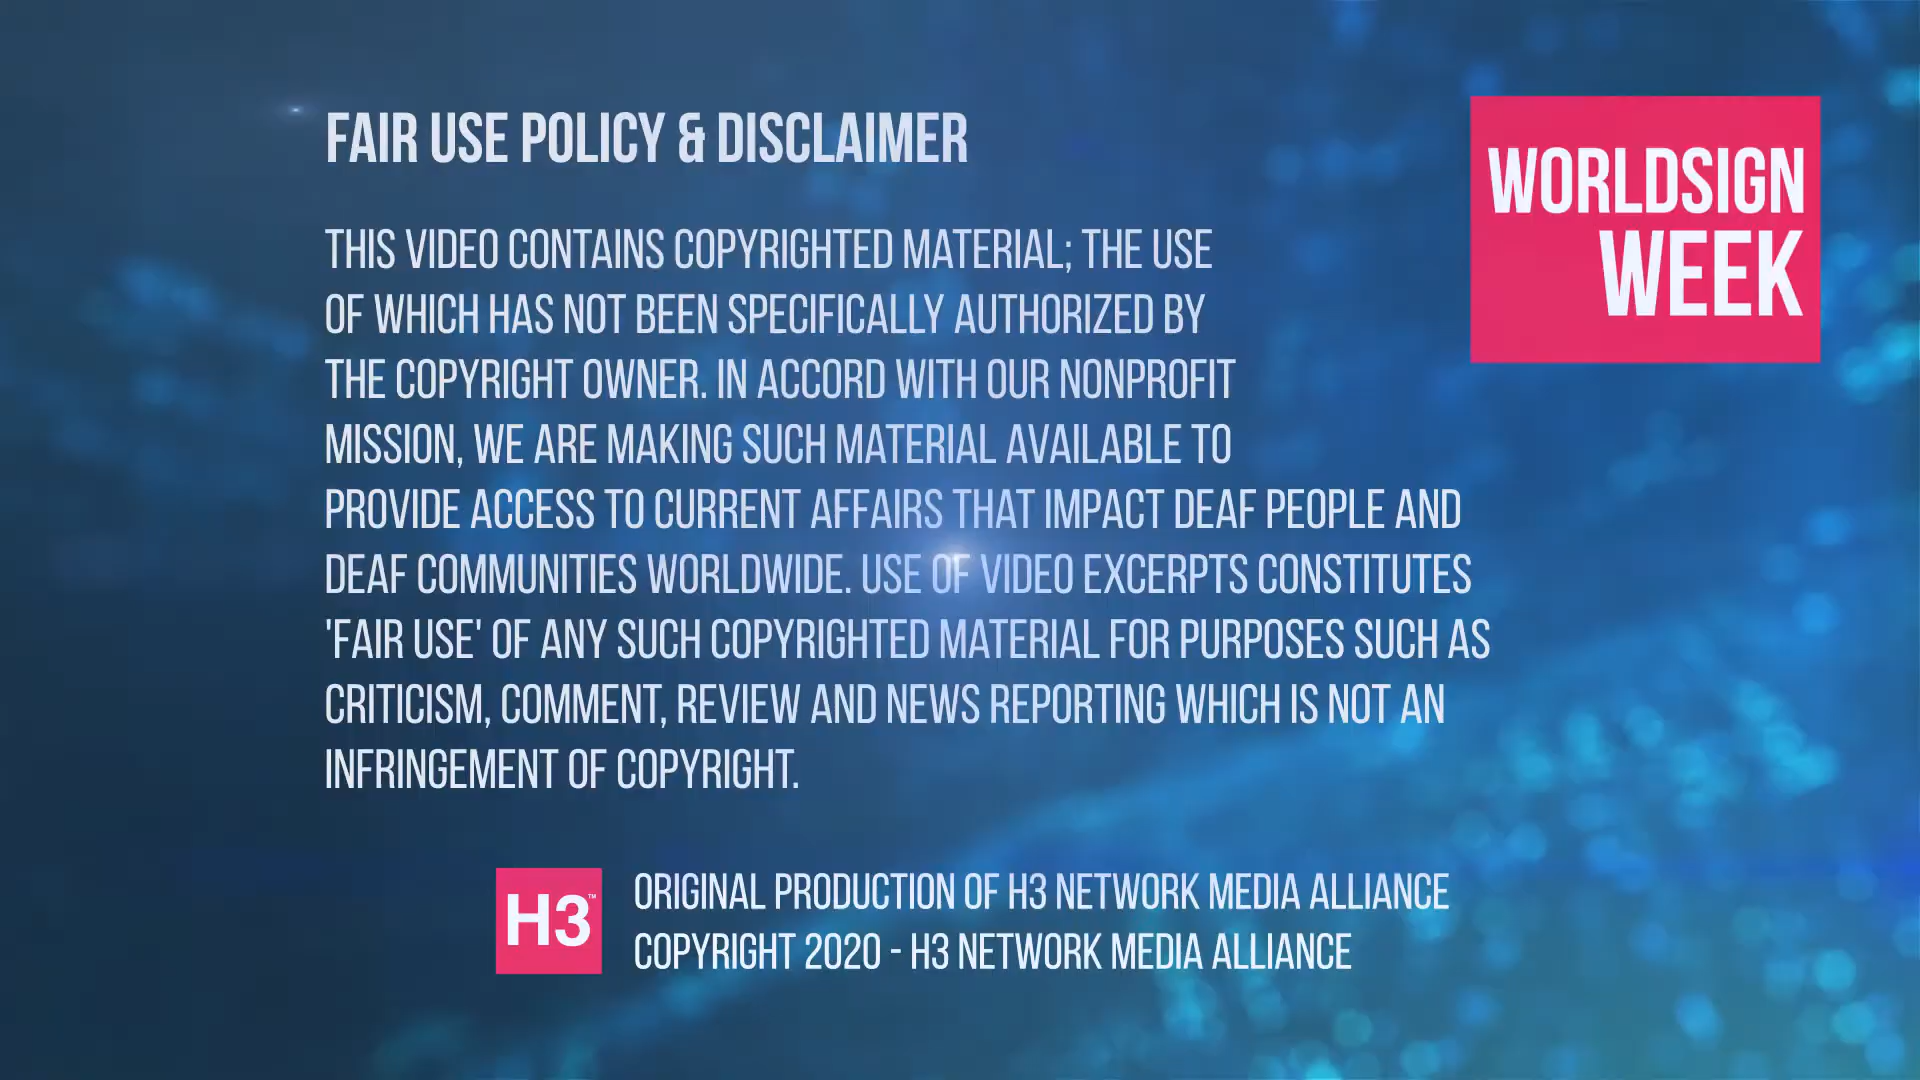 FAIR USE POLICY & DISCLAIMER
WORLDSIGN
WEEK
THIS VIDEO CONTAINS COPYRIGHTED MATERIAL; THE USE
OF WHICH HAS NOT BEEN SPECIFICALLY AUTHORIZED BY
THE COPYRIGHT OWNER. IN ACCORD WITH OUR NONPROFIT
MISSION, WE ARE MAKING SUCH MATERIAL AVAILABLE TO
PROVIDE ACCESS TO CURRENT AFFAIRS THAT IMPACT DEAF PEOPLE AND
DEAF COMMUNITIES WORLDWIDE. USE OF VIDEO EXCERPTS CONSTITUTES
'FAIR USE' OF ANY SUCH COPYRIGHTED MATERIAL FOR PURPOSES SUCH AS
CRITICISM, COMMENT, REVIEW AND NEWS REPORTING WHICH IS NOT AN
INFRINGEMENT OF COPYRIGHT.
H3™
ORIGINAL PRODUCTION OF H3 NETWORK MEDIA ALLIANCE
COPYRIGHT 2020 - H3 NETWORK MEDIA ALLIANCE